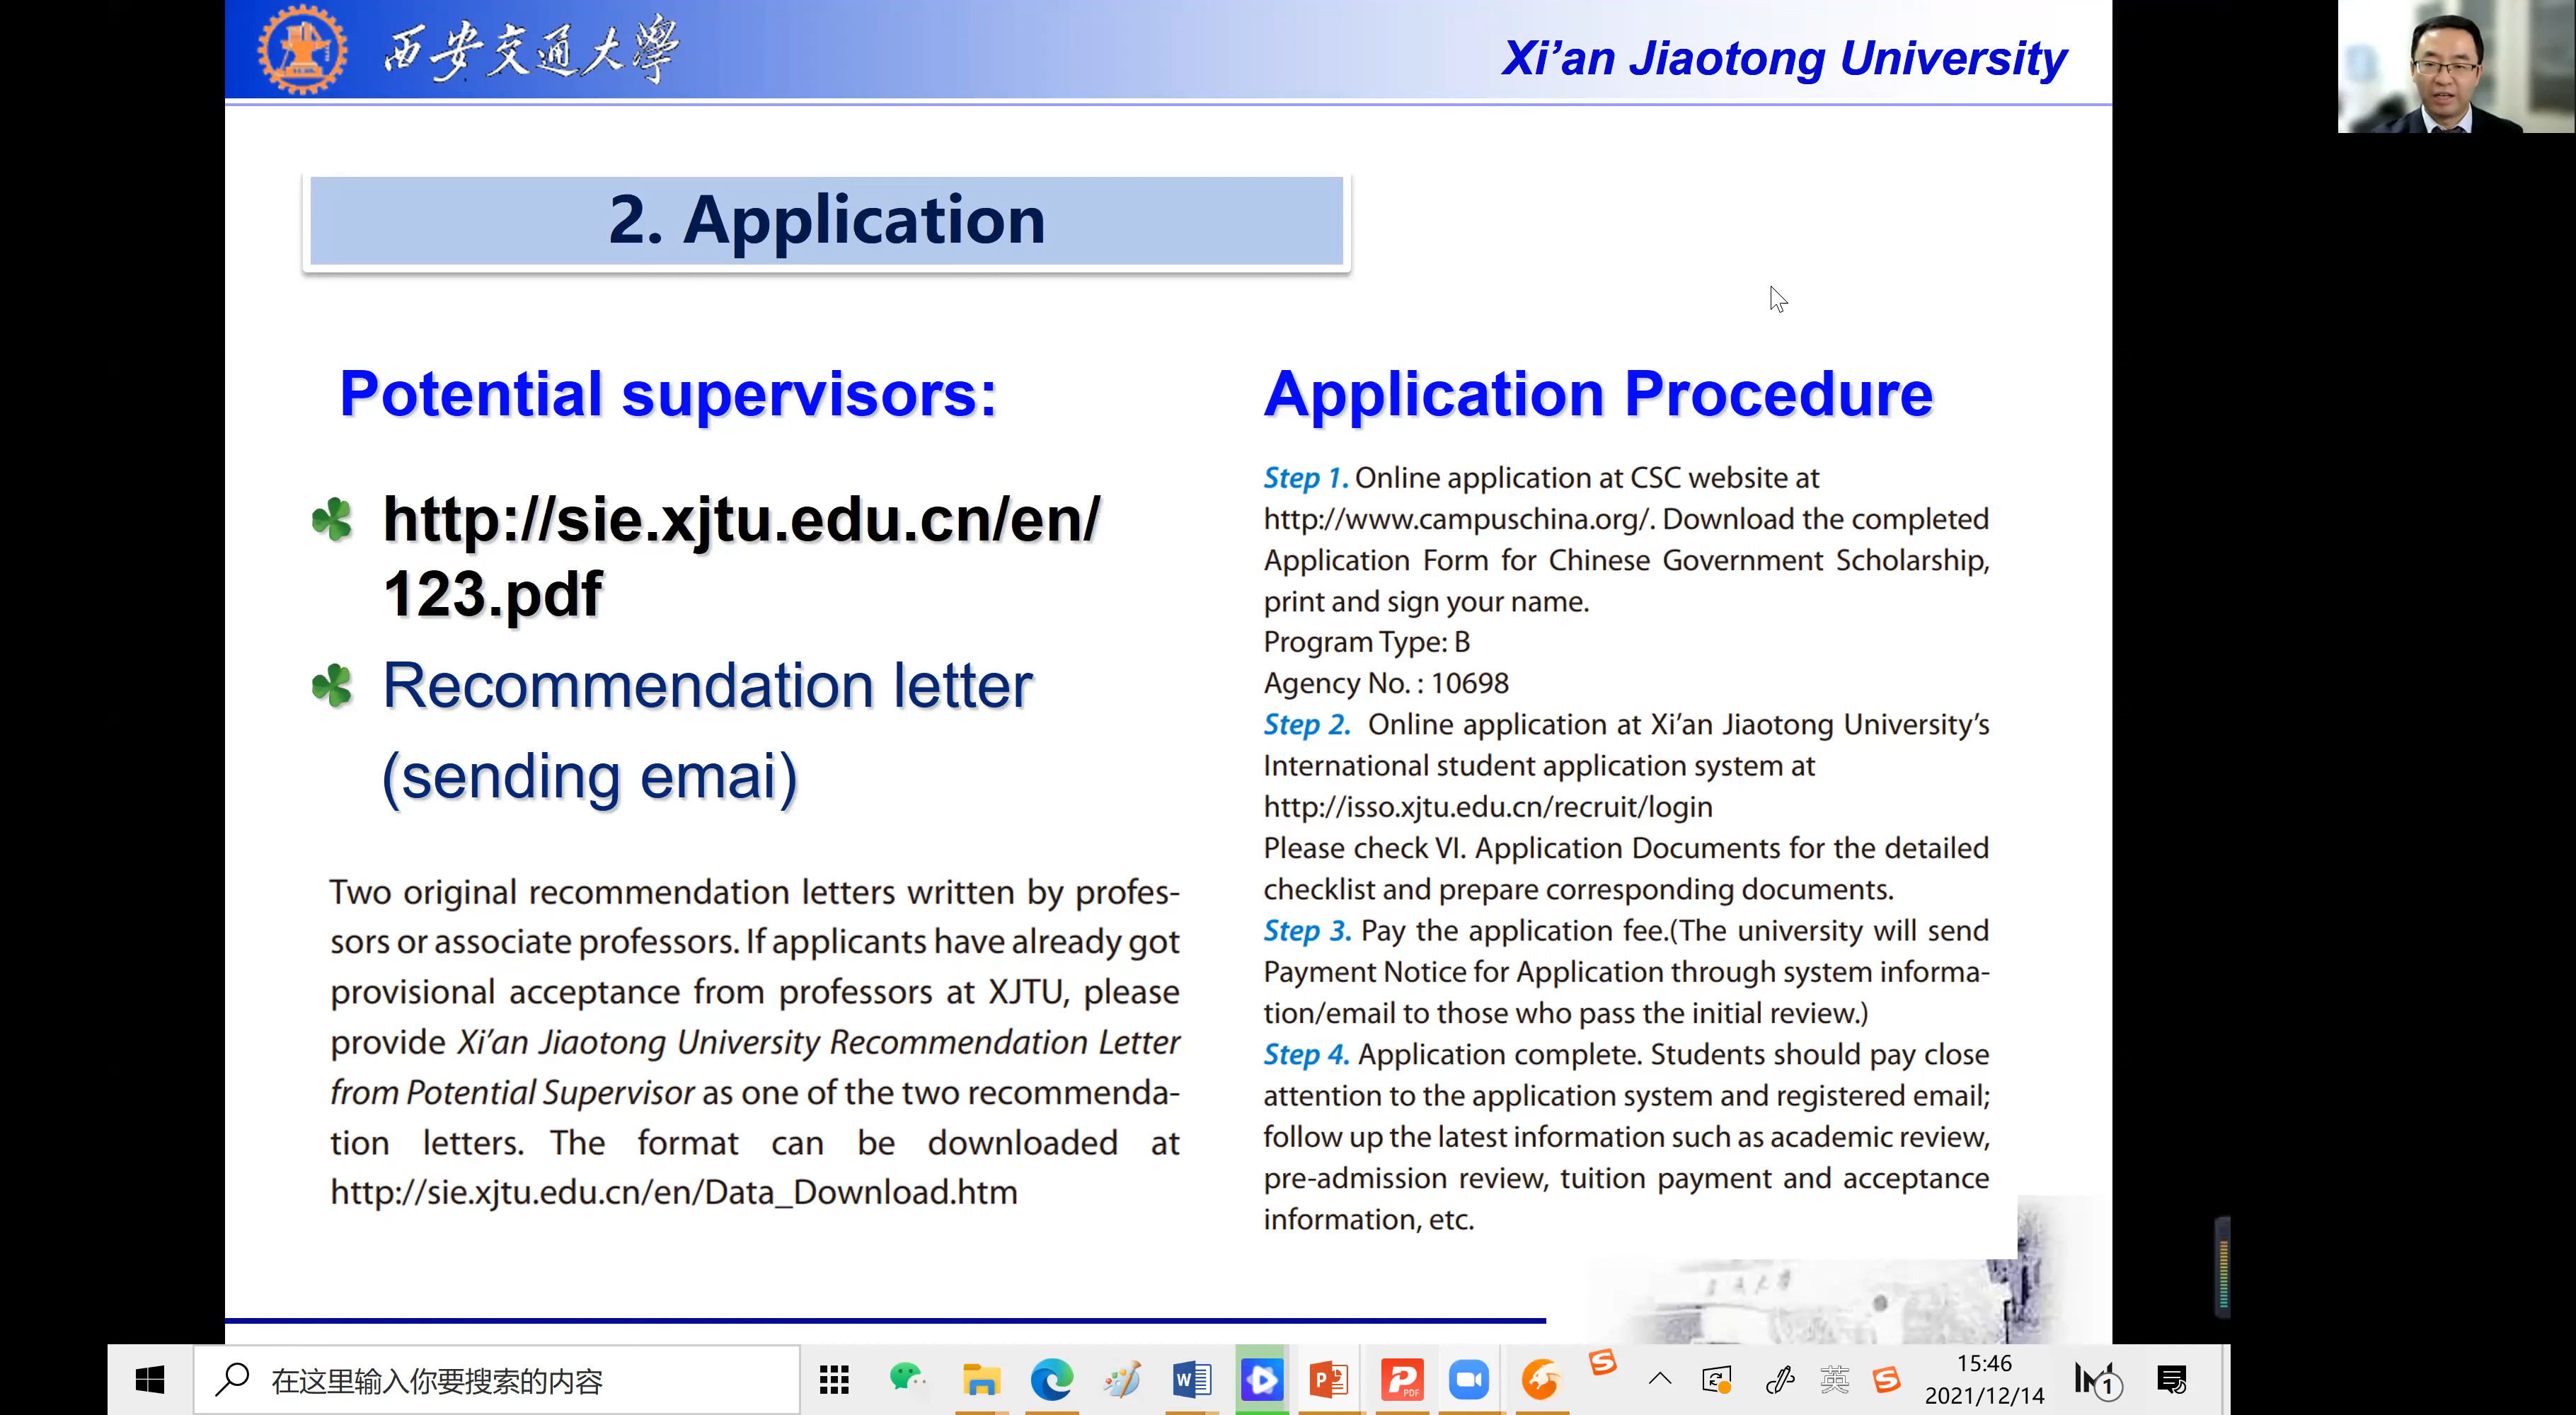 西安交通大學
Xi’an Jiaotong University
2. Application
Potential supervisors:
http://sie.xjtu.edu.cn/en/
123.pdf
Recommendation letter
(sending emai)
Two original recommendation letters written by profes-
sors or associate professors. If applicants have already got
provisional acceptance from professors at XJTU, please
provide Xi’an Jiaotong University Recommendation Letter
from Potential Supervisor as one of the two recommenda-
tion letters. The format can be downloaded at
http://sie.xjtu.edu.cn/en/Data_Download.htm
Application Procedure
Step 1. Online application at CSC website at
http://www.campuschina.org/. Download the completed
Application Form for Chinese Government Scholarship,
print and sign your name.
Program Type: B
Agency No. : 10698
Step 2. Online application at Xi’an Jiaotong University’s
International student application system at
http://isso.xjtu.edu.cn/recruit/login
Please check VI. Application Documents for the detailed
checklist and prepare corresponding documents.
Step 3. Pay the application fee.(The university will send
Payment Notice for Application through system informa-
tion/email to those who pass the initial review.)
Step 4. Application complete. Students should pay close
attention to the application system and registered email;
follow up the latest information such as academic review,
pre-admission review, tuition payment and acceptance
information, etc.
在这里输入你要搜索的内容
英
15:46
2021/12/14
1